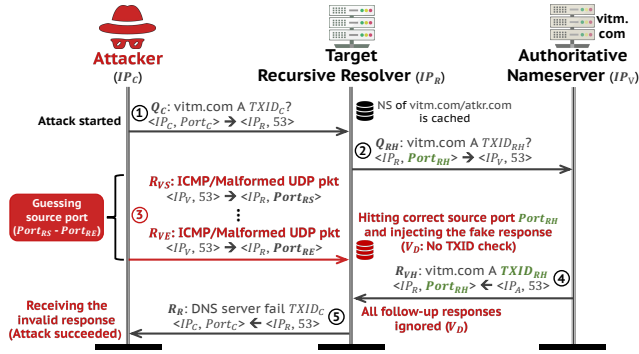 Attacker
(IP_C)
Target
Recursive Resolver (IP_R)
vitm.
com
Authoritative
Nameserver (IP_V)
Attack started
① Q_C: vitm.com A TXID_C?
<IP_C, Port_C> → <IP_R, 53>
NS of vitm.com/atkr.com
is cached
② Q_RH: vitm.com A TXID_RH?
<IP_R, Port_RH> → <IP_V, 53>
Guessing
source port
(Port_RS - Port_RE)
③
R_VS: ICMP/Malformed UDP pkt
<IP_V, 53> → <IP_R, Port_RS>
⋮
R_VE: ICMP/Malformed UDP pkt
<IP_V, 53> → <IP_R, Port_RE>
Hitting correct source port Port_RH
and injecting the fake response
(V_D: No TXID check)
R_VH: vitm.com A TXID_RH ④
<IP_R, Port_RH> ← <IP_A, 53>
All follow-up responses
ignored (V_D)
Receiving the
invalid response
(Attack succeeded)
R_R: DNS server fail TXID_C ⑤
<IP_C, Port_C> ← <IP_R, 53>